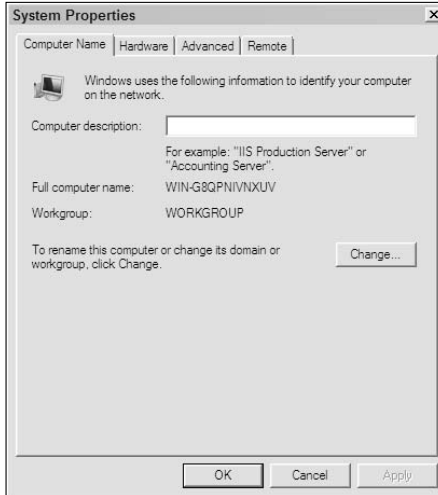 System Properties
Computer Name
Hardware
Advanced
Remote
Windows uses the following information to identify your computer
on the network.
Computer description:
For example: "IIS Production Server" or
"Accounting Server".
Full computer name:
WIN-G8QPNIVNXUV
Workgroup:
WORKGROUP
To rename this computer or change its domain or
workgroup, click Change.
Change...
OK
Cancel
Apply